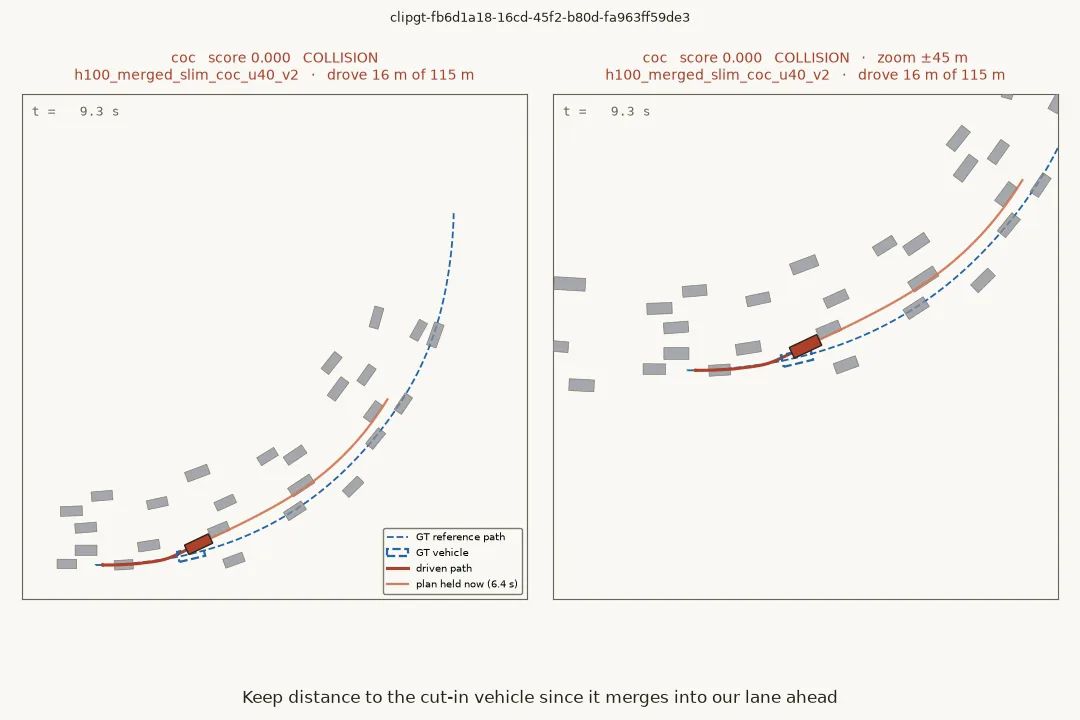 clipgt-fb6d1a18-16cd-45f2-b80d-fa963ff59de3
coc score 0.000 COLLISION
h100_merged_slim_coc_u40_v2 · drove 16 m of 115 m
coc score 0.000 COLLISION · zoom ±45 m
h100_merged_slim_coc_u40_v2 · drove 16 m of 115 m
t = 9.3 s
t = 9.3 s
GT reference path
GT vehicle
driven path
plan held now (6.4 s)
Keep distance to the cut-in vehicle since it merges into our lane ahead